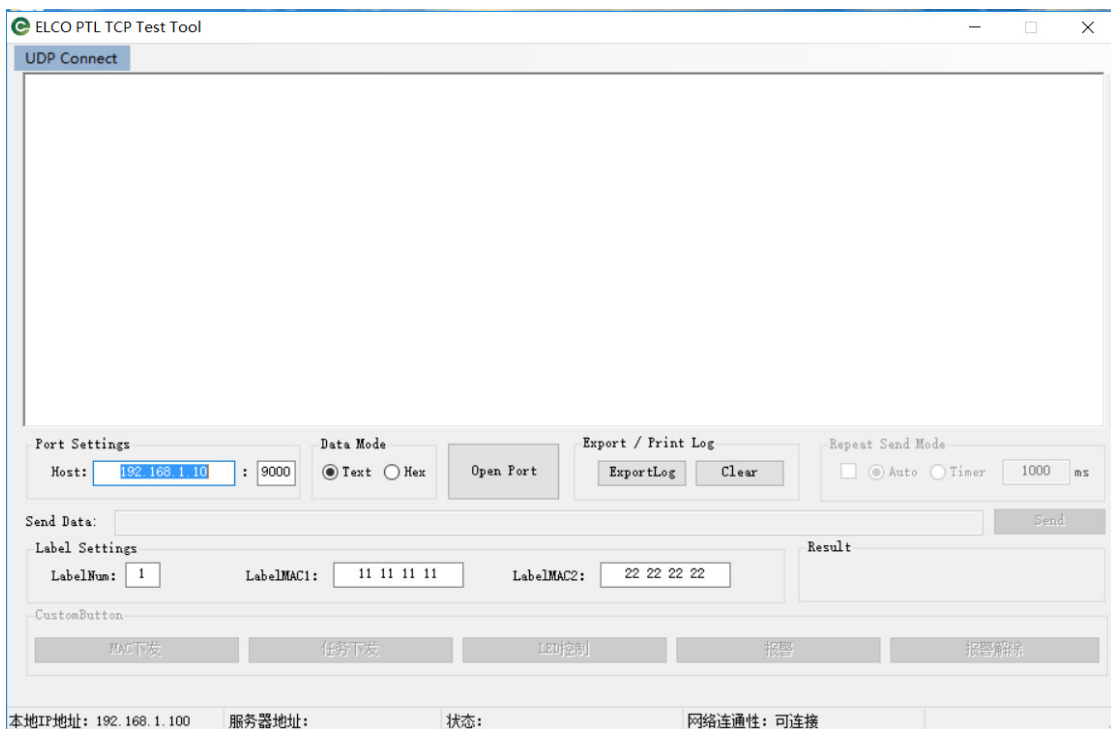 ELCO PTL TCP Test Tool
UDP Connect
Port Settings Data Mode Export / Print Log Repeat Send Mode
Host: 192.168.1.10 : 9000 Text Hex Open Port ExportLog Clear Auto Timer 1000 ms
Send Data: Send
Label Settings Result
LabelNum: 1 LabelMAC1: 11 11 11 11 LabelMAC2: 22 22 22 22
CustomButton
MAC下发 任务下发 LED控制 报警 报警解除
本地IP地址: 192.168.1.100 服务器地址: 状态: 网络连通性: 可连接